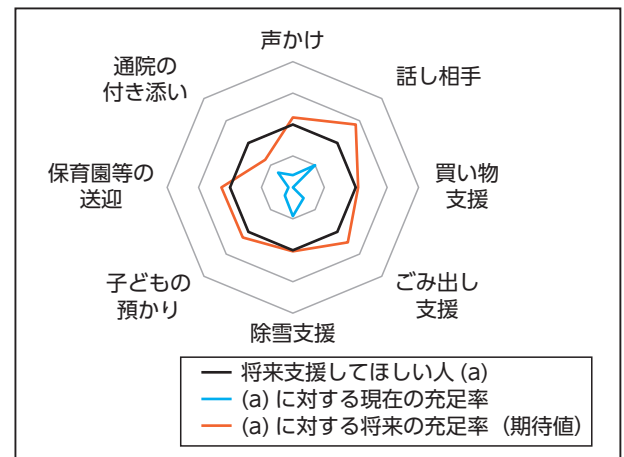 声かけ
話し相手
買い物
支援
ごみ出し
支援
除雪支援
子どもの
預かり
保育園等の
送迎
通院の
付き添い
将来支援してほしい人 (a)
(a) に対する現在の充足率
(a) に対する将来の充足率（期待値）